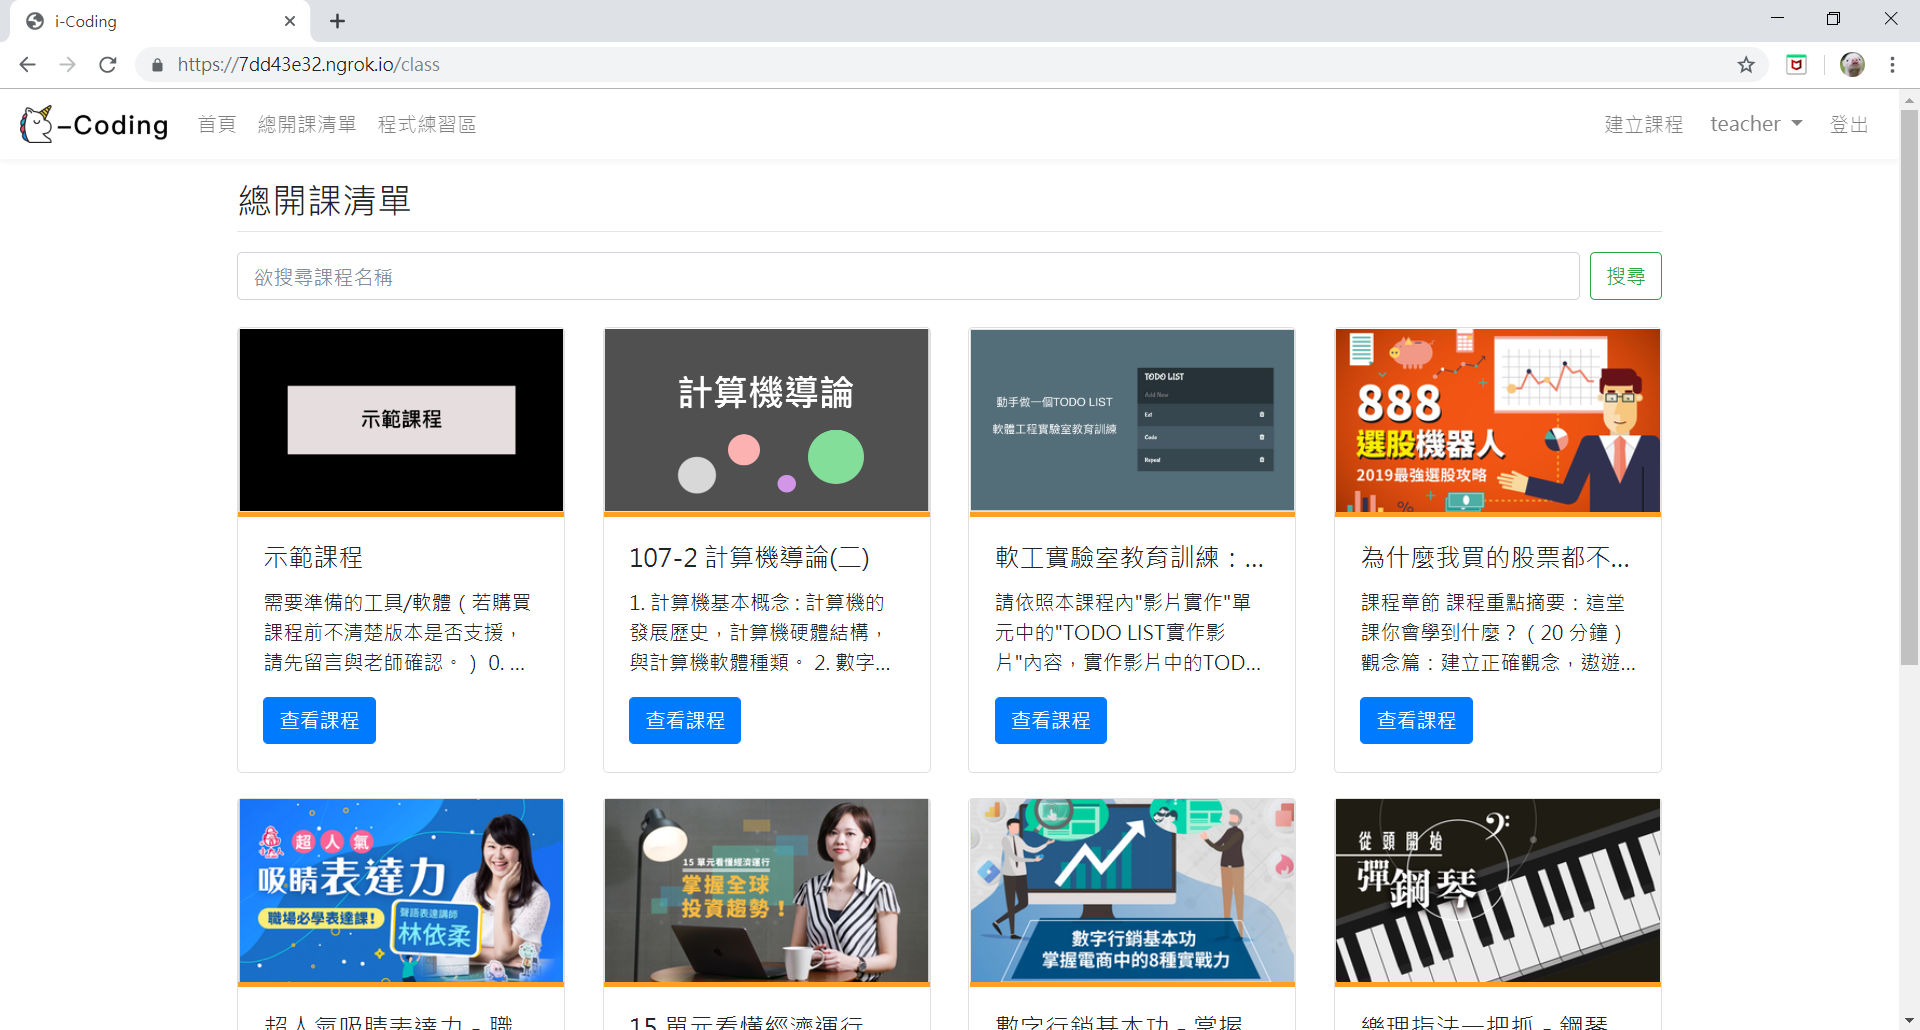 i-Coding
https://7dd43e32.ngrok.io/class
-Coding
首頁 總開課清單 程式練習區
建立課程 teacher 登出
總開課清單
欲搜尋課程名稱
搜尋
示範課程
示範課程
需要準備的工具/軟體（若購買
課程前不清楚版本是否支援，
請先留言與老師確認。） 0. ...
查看課程
計算機導論
107-2 計算機導論(二)
1. 計算機基本概念 : 計算機的
發展歷史，計算機硬體結構，
與計算機軟體種類。 2. 數字...
查看課程
動手做一個TODO LIST
軟體工程實驗室教育訓練
TODO LIST
Add New
Eat
Code
Repeat
軟工實驗室教育訓練：...
請依照本課程內"影片實作"單
元中的"TODO LIST實作影
片"內容，實作影片中的TOD...
查看課程
888
選股機器人
2019最強選股攻略
為什麼我買的股票都不...
課程章節 課程重點摘要：這堂
課你會學到什麼？（20 分鐘）
觀念篇：建立正確觀念，遨遊...
查看課程
超人氣
吸睛表達力
職場必學表達課!
聲語表達講師
林依柔
超人氣吸睛表達力 - 職...
15 單元看懂經濟運行
掌握全球
投資趨勢！
15 單元看懂經濟運行...
數字行銷基本功
掌握電商中的8種實戰力
數字行銷基本功 - 掌握...
從頭開始
彈鋼琴
樂理指法一把抓 - 鋼琴...